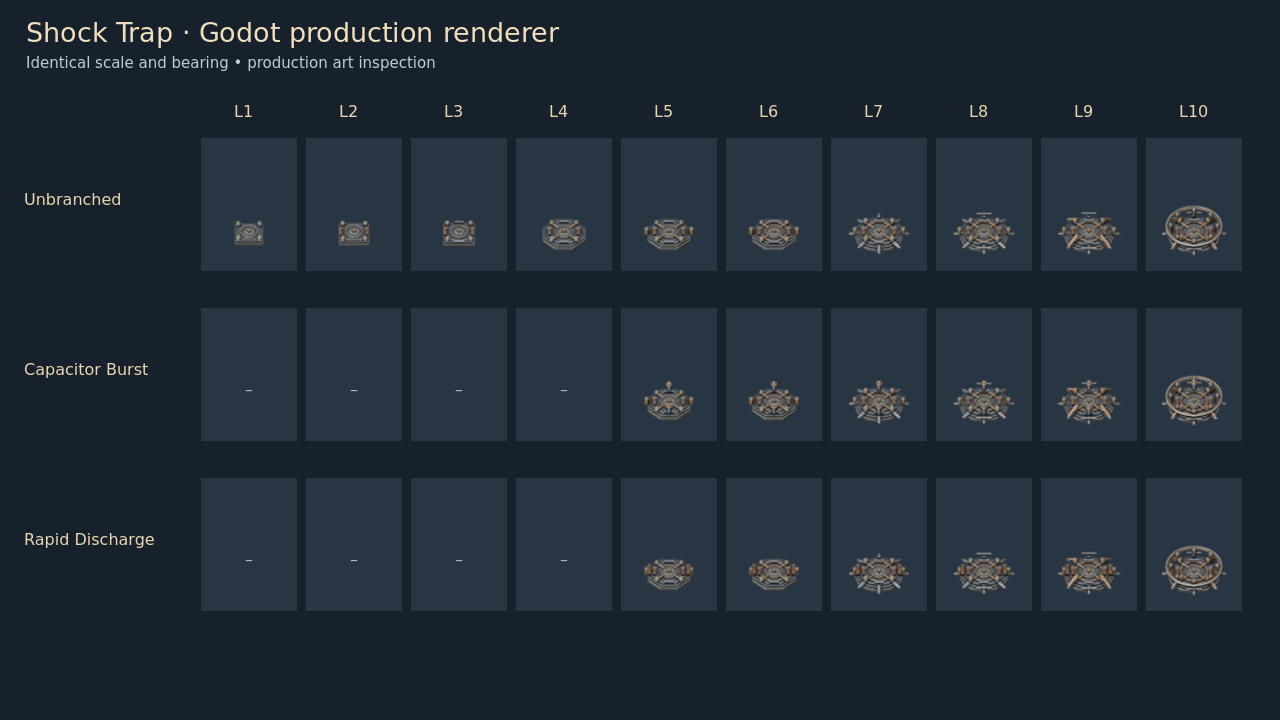 Shock Trap · Godot production renderer
Identical scale and bearing • production art inspection
L1 L2 L3 L4 L5 L6 L7 L8 L9 L10
Unbranched
Capacitor Burst
– – – –
Rapid Discharge
– – – –